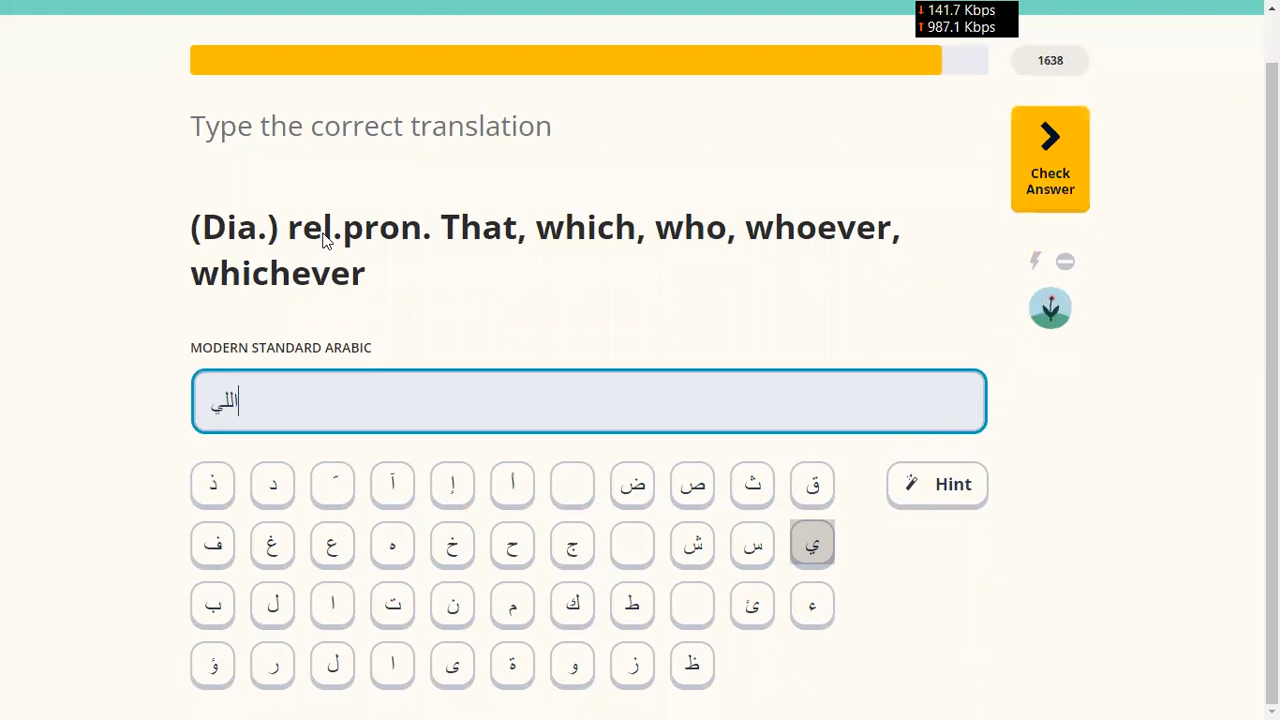 ↓ 141.7 Kbps
↑ 987.1 Kbps
1638
Type the correct translation
Check
Answer
(Dia.) rel.pron. That, which, who, whoever,
whichever
MODERN STANDARD ARABIC
اللي
ذ د َ آ إ أ ض ص ث ق
Hint
ف غ ع ه خ ح ج ش س ي
ب ل ا ت ن م ك ط ئ ء
ؤ ر ل ا ى ة و ز ظ